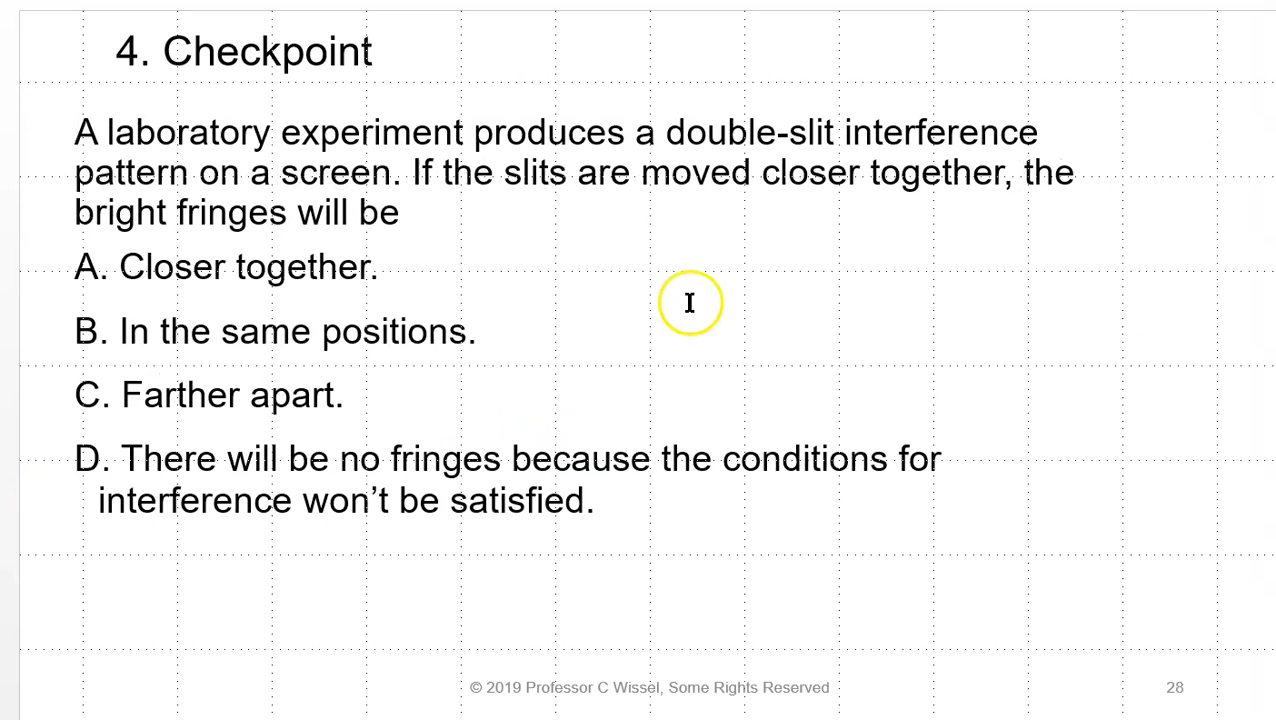 4. Checkpoint
A laboratory experiment produces a double-slit interference
pattern on a screen. If the slits are moved closer together, the
bright fringes will be
A. Closer together.
B. In the same positions.
C. Farther apart.
D. There will be no fringes because the conditions for
interference won’t be satisfied.
© 2019 Professor C Wissel, Some Rights Reserved
28